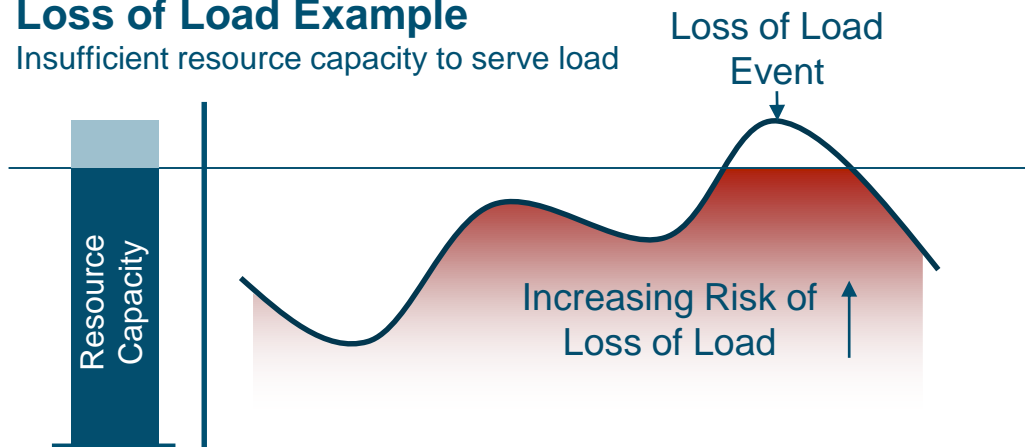 Loss of Load Example
Insufficient resource capacity to serve load
Loss of Load
Event
Resource
Capacity
Increasing Risk of
Loss of Load